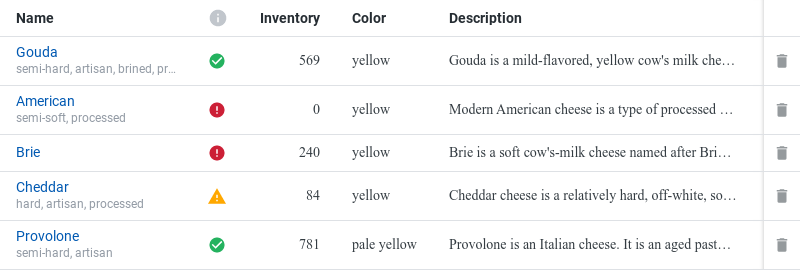 Name Inventory Color Description
Gouda 569 yellow Gouda is a mild-flavored, yellow cow's milk che…
semi-hard, artisan, brined, pr…
American 0 yellow Modern American cheese is a type of processed …
semi-soft, processed
Brie 240 yellow Brie is a soft cow's-milk cheese named after Bri…
Cheddar 84 yellow Cheddar cheese is a relatively hard, off-white, so…
hard, artisan, processed
Provolone 781 pale yellow Provolone is an Italian cheese. It is an aged past…
semi-hard, artisan